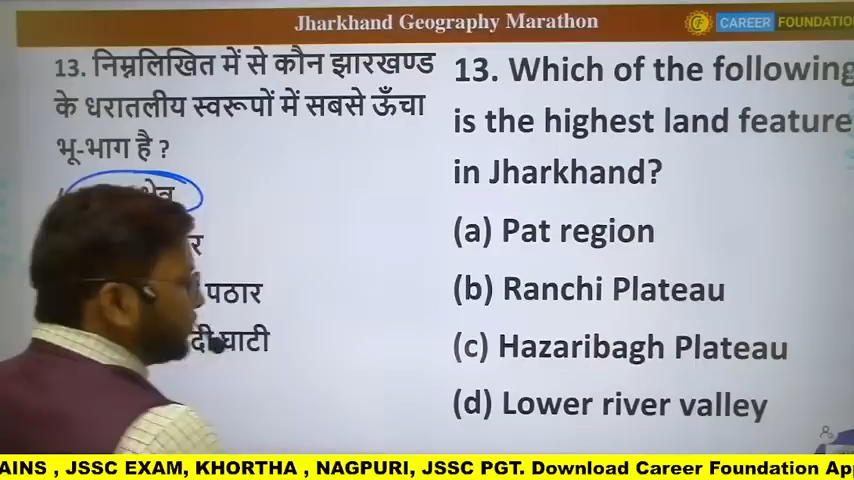 Jharkhand Geography Marathon
CAREER FOUNDATIO
13. निम्नलिखित में से कौन झारखण्ड
के धरातलीय स्वरूपों में सबसे ऊँचा
भू-भाग है ?
पठार
घाटी
13. Which of the following
is the highest land feature
in Jharkhand?
(a) Pat region
(b) Ranchi Plateau
(c) Hazaribagh Plateau
(d) Lower river valley
AINS , JSSC EXAM, KHORTHA , NAGPURI, JSSC PGT. Download Career Foundation Ap